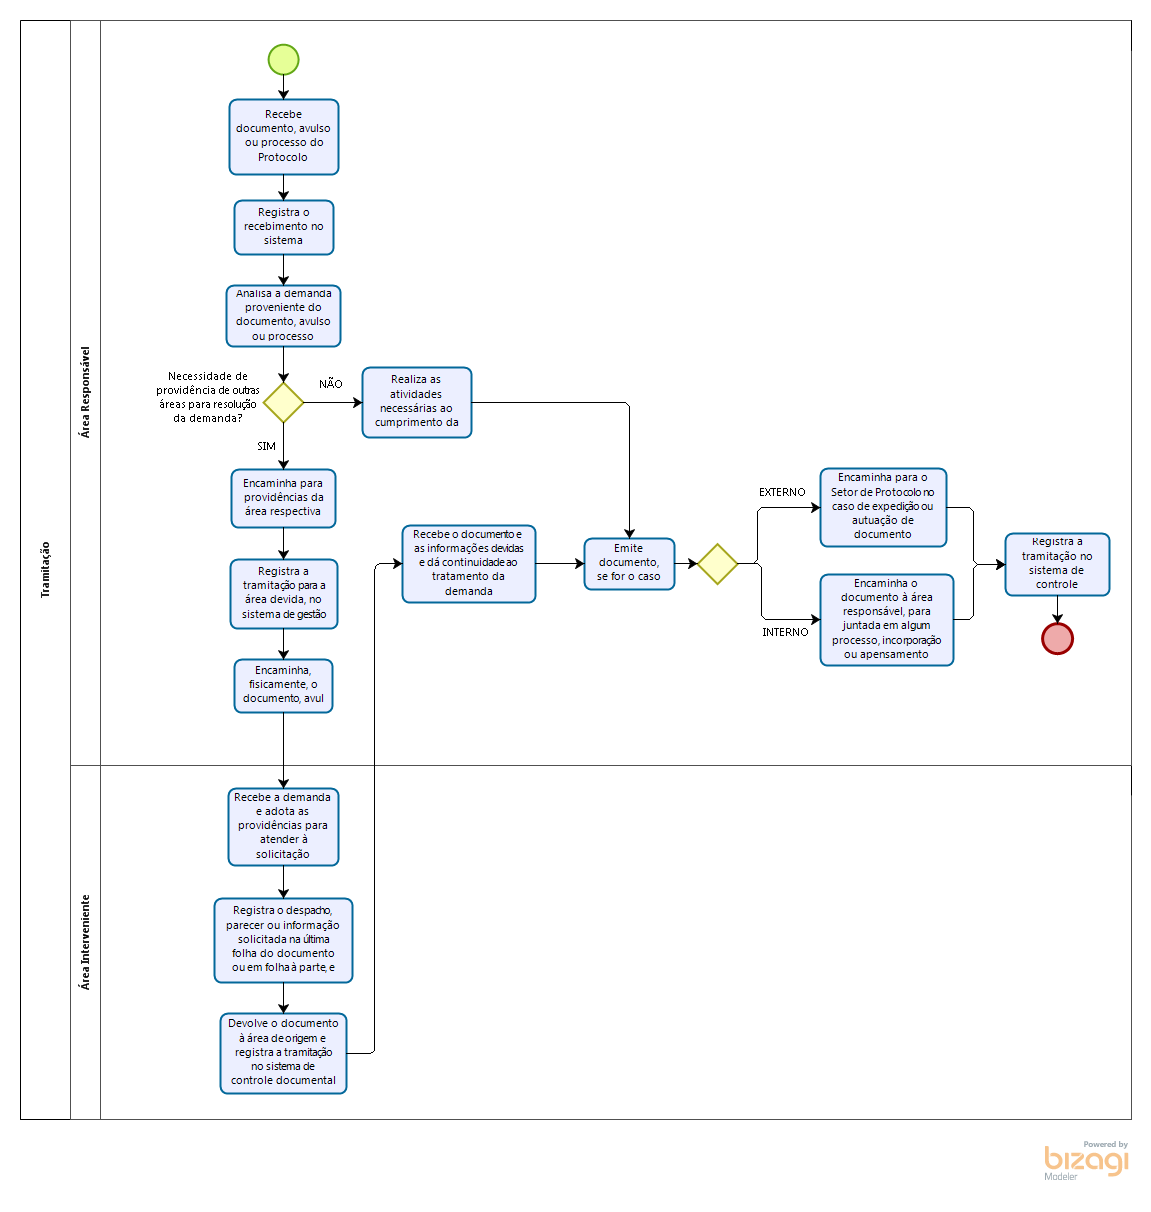 Tramitação
Área Responsável
Recebe
documento, avulso
ou processo do
Protocolo
Registra o
recebimento no
sistema
Analisa a demanda
proveniente do
documento, avulso
ou processo
Necessidade de
providência de outras
áreas para resolução
da demanda?
NÃO
Realiza as
atividades
necessárias ao
cumprimento da
SIM
Encaminha para
providências da
área respectiva
Registra a
tramitação para a
área devida, no
sistema de gestão
Encaminha,
fisicamente, o
documento, avul
Recebe o documento e
as informações devidas
e dá continuidade ao
tratamento da
demanda
Emite
documento,
se for o caso
EXTERNO
Encaminha para o
Setor de Protocolo no
caso de expedição ou
autuação de
documento
INTERNO
Encaminha o
documento à área
responsável, para
juntada em algum
processo, incorporação
ou apensamento
Registra a
tramitação no
sistema de
controle
Área Interveniente
Recebe a demanda
e adota as
providências para
atender à
solicitação
Registra o despacho,
parecer ou informação
solicitada na última
folha do documento
ou em folha à parte, e
Devolve o documento
à área de origem e
registra a tramitação
no sistema de
controle documental
Powered by
bizagi
Modeler